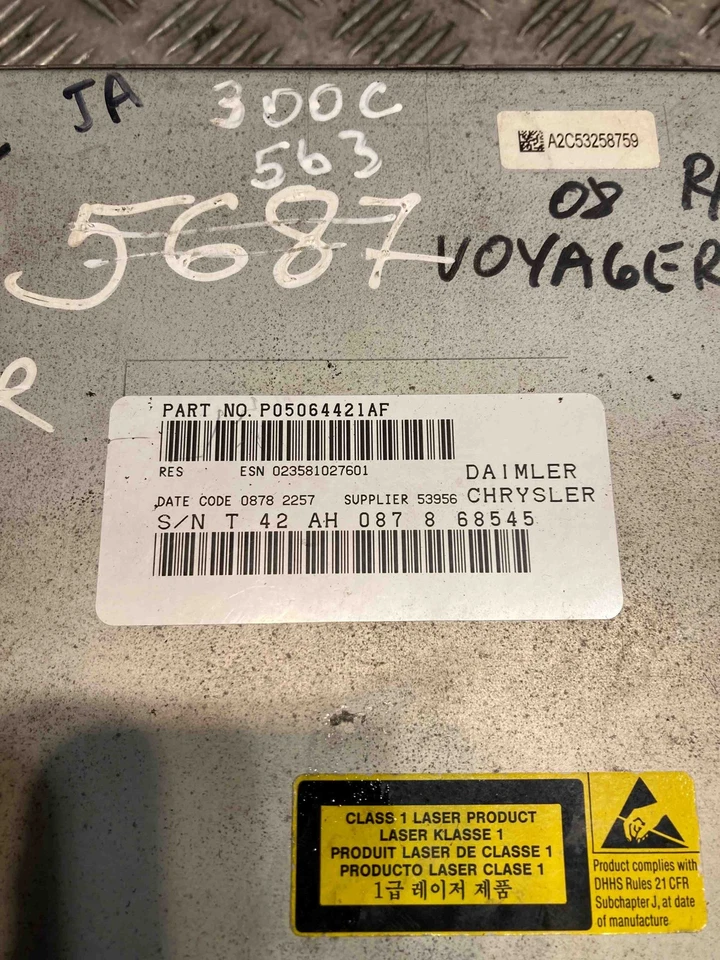 JA 300C
563
A2C53258759
08
5687
VOYAGER
R
PART NO. P05064421AF
RES ESN 023581027601
DAIMLER
CHRYSLER
DATE CODE 0878 2257 SUPPLIER 53956
S/N T 42 AH 087 8 68545
CLASS 1 LASER PRODUCT
LASER KLASSE 1
PRODUIT LASER DE CLASSE 1
PRODUCTO LASER CLASE 1
1급 레이저 제품
Product complies with
DHHS Rules 21 CFR
Subchapter J, at date
of manufacture